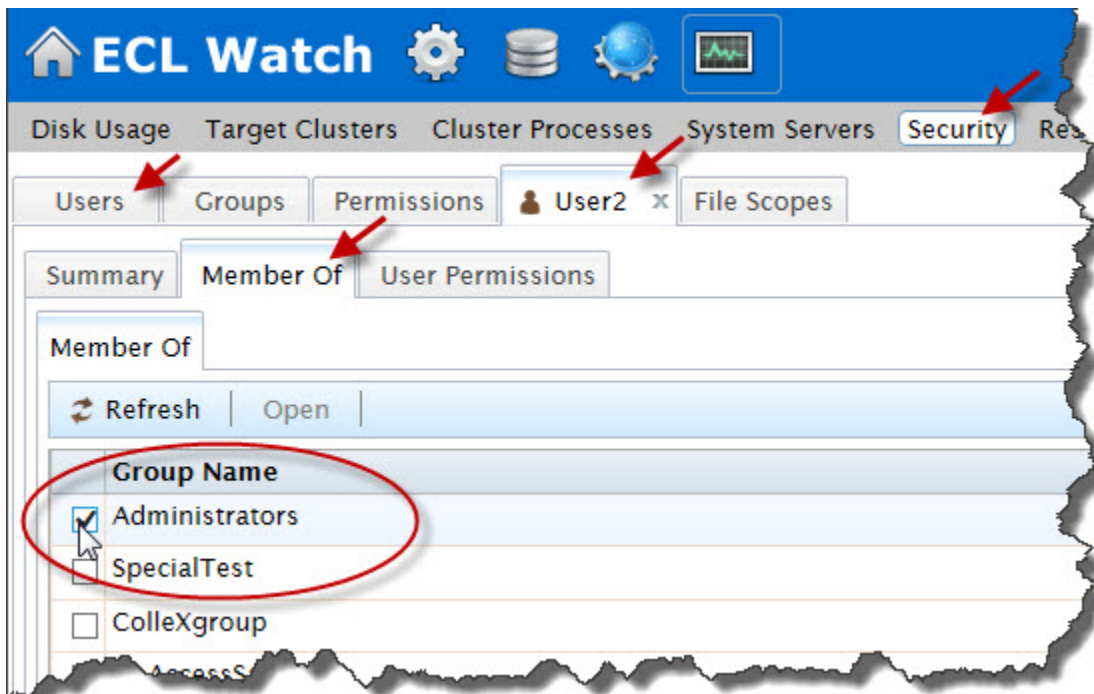 ECL Watch
Disk Usage Target Clusters Cluster Processes System Servers Security Res
Users Groups Permissions User2 x File Scopes
Summary Member Of User Permissions
Member Of
Refresh Open
Group Name
Administrators
SpecialTest
ColleXgroup